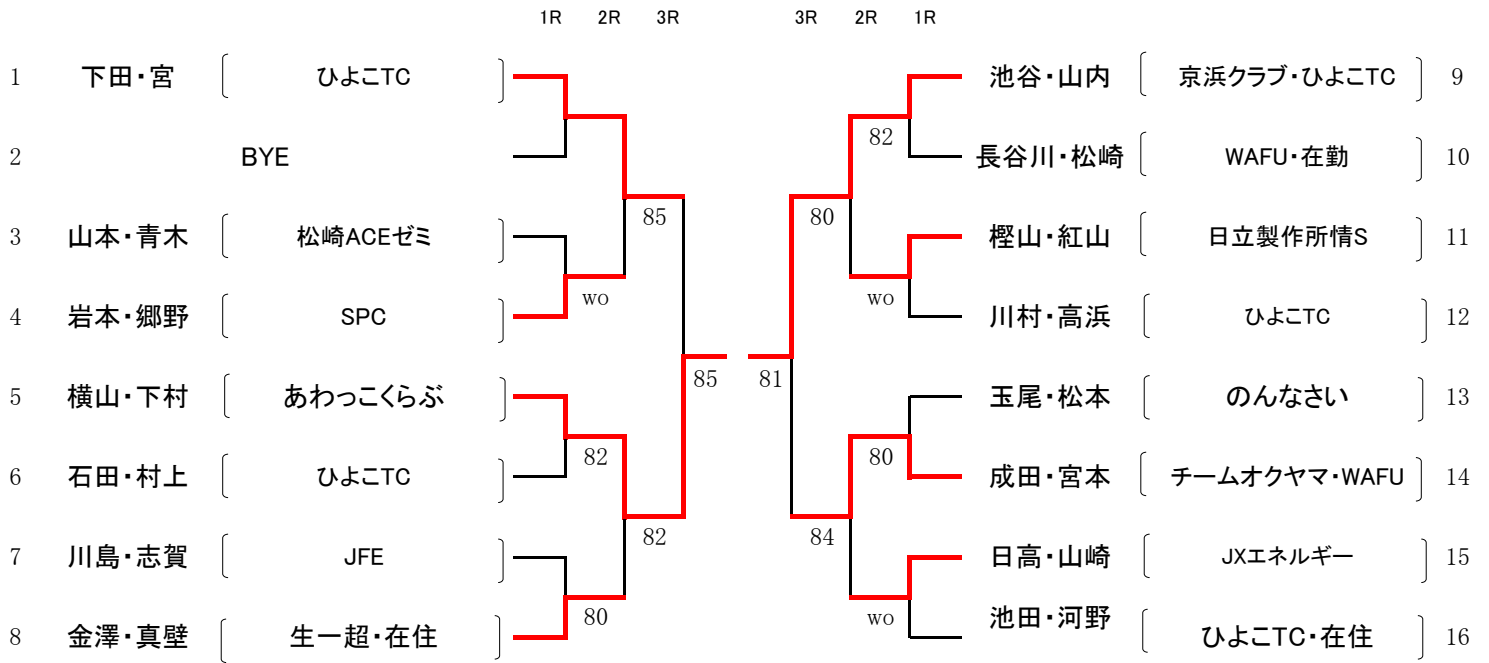 1R 2R 3R 3R 2R 1R
1 下田・宮 ひよこTC 池谷・山内 京浜クラブ・ひよこTC 9
82
2 BYE 長谷川・松崎 WAFU・在勤 10
85 80
3 山本・青木 松崎ACEゼミ 樫山・紅山 日立製作所情S 11
wo wo
4 岩本・郷野 SPC 川村・高浜 ひよこTC 12
85 81
5 横山・下村 あわっこくらぶ 玉尾・松本 のんなさい 13
82 80
6 石田・村上 ひよこTC 成田・宮本 チームオクヤマ・WAFU 14
82 84
7 川島・志賀 JFE 日高・山崎 JXエネルギー 15
80 wo
8 金澤・真壁 生一超・在住 池田・河野 ひよこTC・在住 16